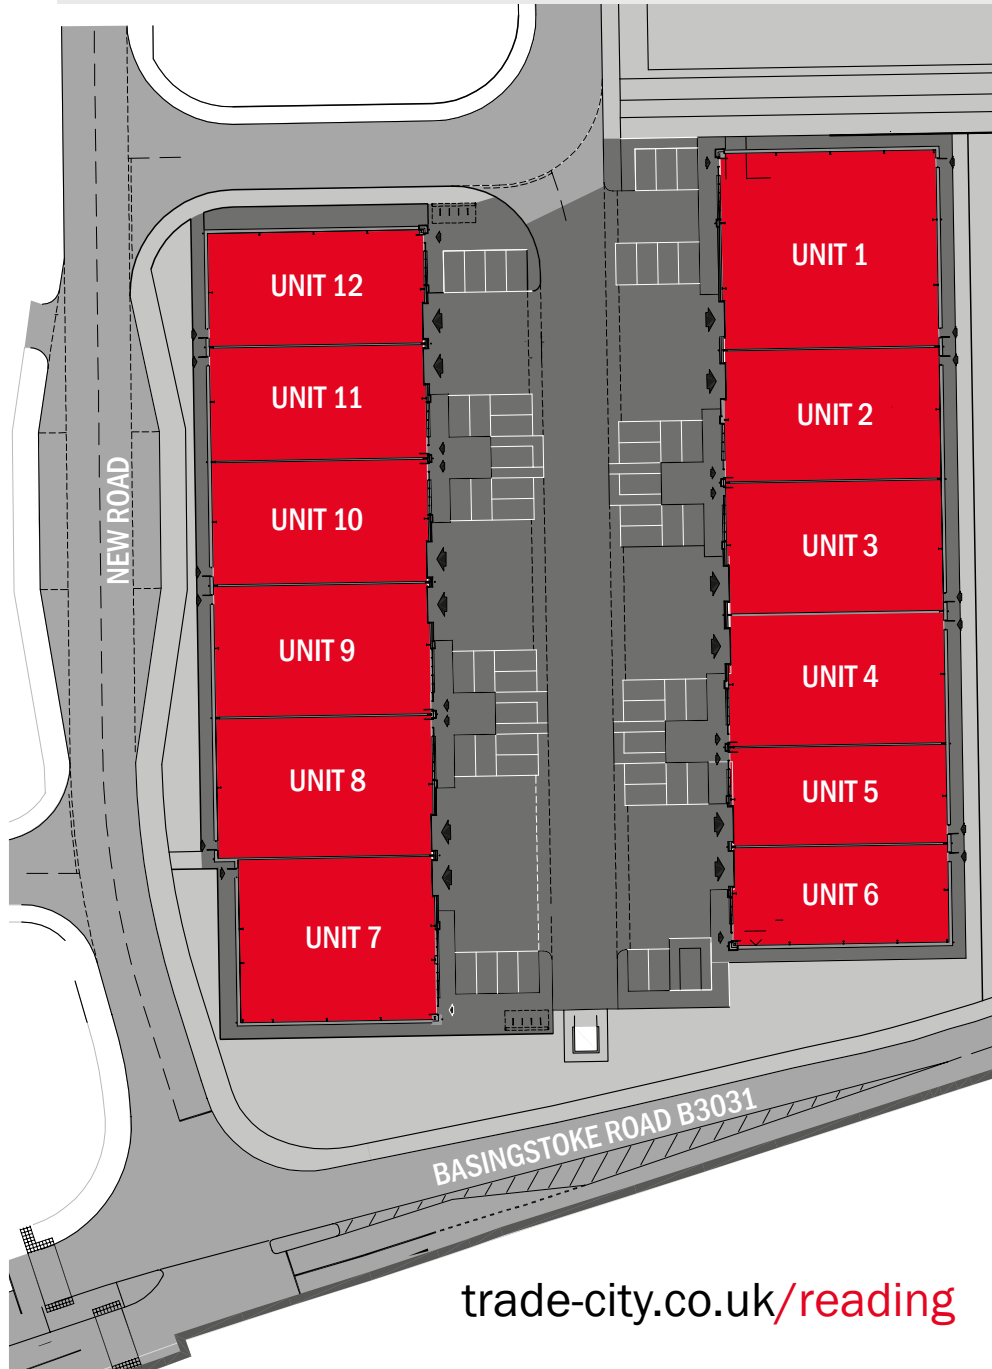 UNIT 1
UNIT 12
UNIT 11
UNIT 2
UNIT 10
NEW ROAD
UNIT 3
UNIT 9
UNIT 4
UNIT 8
UNIT 5
UNIT 6
UNIT 7
BASINGSTOKE ROAD B3031
trade-city.co.uk/reading